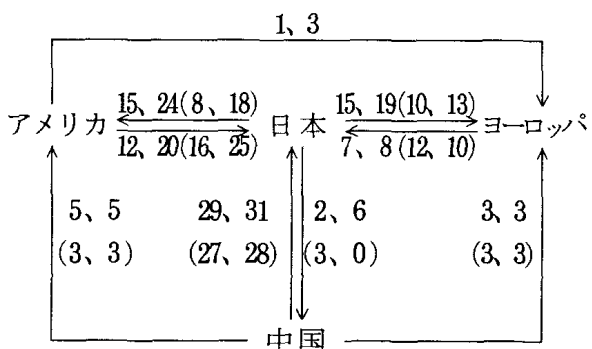 1、3
15、24(8、18) 15、19(10、13)
アメリカ 日本 ヨーロッパ
12、20(16、25) 7、8(12、10)
5、5 29、31 2、6 3、3
(3、3) (27、28) (3、0) (3、3)
中国